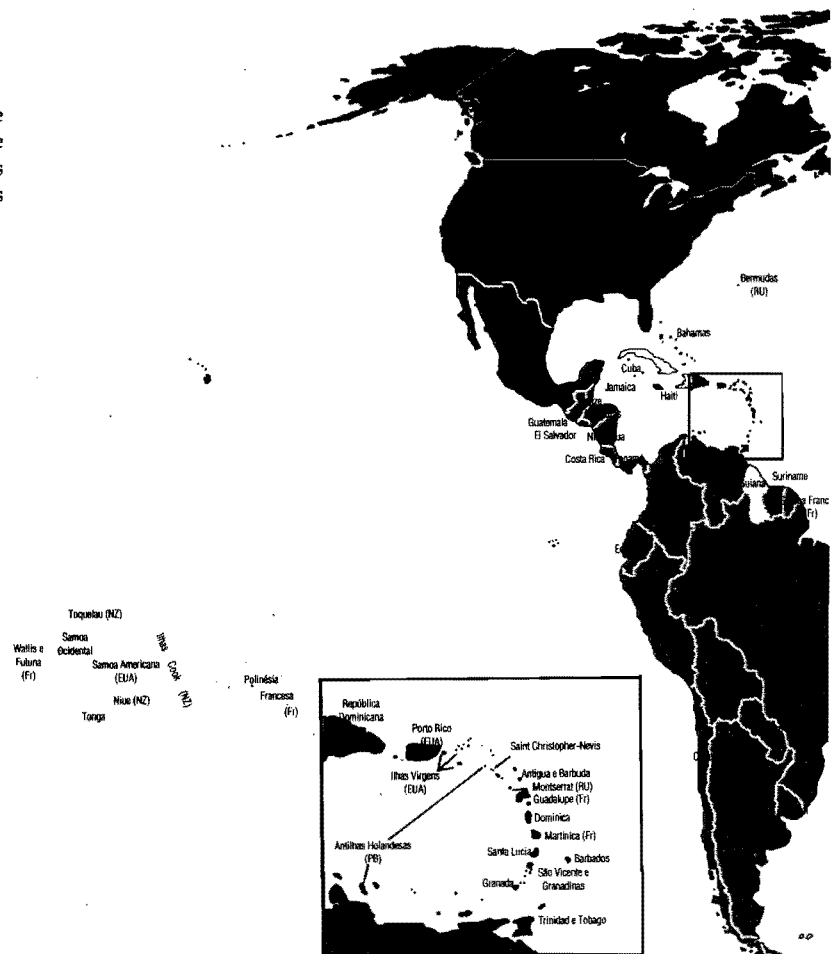 Bermudas
(RU)
Bahamas
Cuba
Jamaica
Haiti
Guatemala
El Salvador
Costa Rica
Suriname
(Fr)
Toquelau (NZ)
Samoa
Ocidental
Wallis e
Futuna
(Fr)
Samoa Americana
(EUA)
Ilhas
Cook
(NZ)
Niue (NZ)
Tonga
Polinésia
Francesa
(Fr)
República
Dominicana
Porto Rico
(EUA)
Saint Christopher-Nevis
Ilhas Virgens
(EUA)
Antigua e Barbuda
Montserrat (RU)
Guadalupe (Fr)
Dominica
Martinica (Fr)
Antilhas Holandesas
(PB)
Santa Lucia
Barbados
São Vicente e
Granadinas
Granada
Trinidad e Tobago